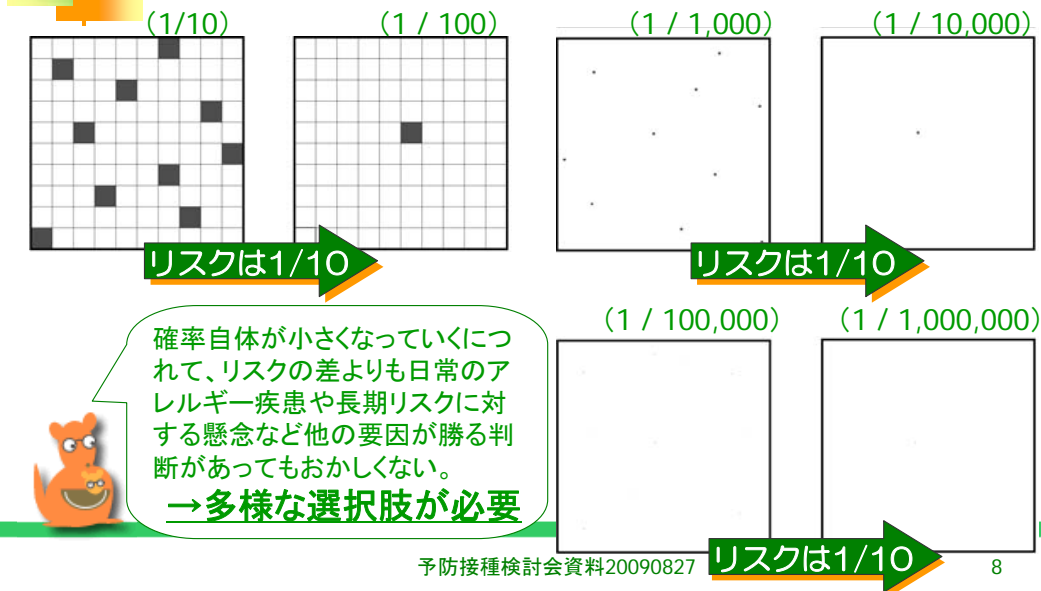 （1/10）
（1 / 100）
（1 / 1,000）
（1 / 10,000）
リスクは1/10
リスクは1/10
（1 / 100,000）
（1 / 1,000,000）
確率自体が小さくなっていくにつ
れて、リスクの差よりも日常のア
レルギー疾患や長期リスクに対
する懸念など他の要因が勝る判
断があってもおかしくない。
→多様な選択肢が必要
リスクは1/10
予防接種検討会資料20090827
8